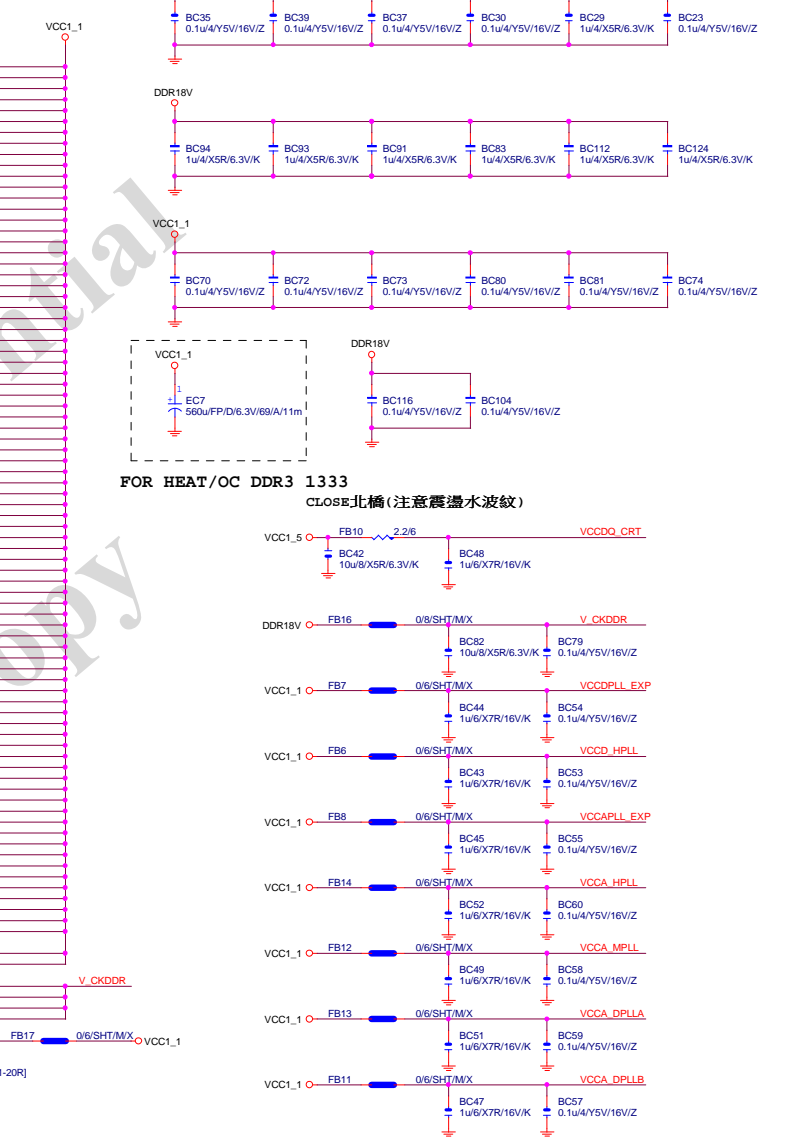 BC35 BC39 BC37 BC30 BC29 BC23
0.1u/4/Y5V/16V/Z 0.1u/4/Y5V/16V/Z 0.1u/4/Y5V/16V/Z 0.1u/4/Y5V/16V/Z 1u/4/X5R/6.3V/K 0.1u/4/Y5V/16V/Z
VCC1_1
DDR18V
BC94 BC93 BC91 BC83 BC112 BC124
1u/4/X5R/6.3V/K 1u/4/X5R/6.3V/K 1u/4/X5R/6.3V/K 1u/4/X5R/6.3V/K 1u/4/X5R/6.3V/K 1u/4/X5R/6.3V/K
VCC1_1
BC70 BC72 BC73 BC80 BC81 BC74
0.1u/4/Y5V/16V/Z 0.1u/4/Y5V/16V/Z 0.1u/4/Y5V/16V/Z 0.1u/4/Y5V/16V/Z 0.1u/4/Y5V/16V/Z 0.1u/4/Y5V/16V/Z
VCC1_1
1
+
EC7
560u/FP/D/6.3V/69/A/11m
DDR18V
BC116 BC104
0.1u/4/Y5V/16V/Z 0.1u/4/Y5V/16V/Z
FOR HEAT/OC DDR3 1333
CLOSE北橋(注意震盪水波紋)
VCC1_5 FB10 2.2/6 VCCDQ_CRT
BC42 BC48
10u/8/X5R/6.3V/K 1u/6/X7R/16V/K
DDR18V FB16 0/8/SHT/M/X V_CKDDR
BC82 BC79
10u/8/X5R/6.3V/K 0.1u/4/Y5V/16V/Z
VCC1_1 FB7 0/6/SHT/M/X VCCDPLL_EXP
BC44 BC54
1u/6/X7R/16V/K 0.1u/4/Y5V/16V/Z
VCC1_1 FB6 0/6/SHT/M/X VCCD_HPLL
BC43 BC53
1u/6/X7R/16V/K 0.1u/4/Y5V/16V/Z
VCC1_1 FB8 0/6/SHT/M/X VCCAPLL_EXP
BC45 BC55
1u/6/X7R/16V/K 0.1u/4/Y5V/16V/Z
VCC1_1 FB14 0/6/SHT/M/X VCCA_HPLL
BC52 BC60
1u/6/X7R/16V/K 0.1u/4/Y5V/16V/Z
VCC1_1 FB12 0/6/SHT/M/X VCCA_MPLL
BC49 BC58
1u/6/X7R/16V/K 0.1u/4/Y5V/16V/Z
VCC1_1 FB13 0/6/SHT/M/X VCCA_DPLLA
BC51 BC59
1u/6/X7R/16V/K 0.1u/4/Y5V/16V/Z
VCC1_1 FB11 0/6/SHT/M/X VCCA_DPLLB
BC47 BC57
1u/6/X7R/16V/K 0.1u/4/Y5V/16V/Z
V_CKDDR
FB17 0/6/SHT/M/X VCC1_1
-20R]
ntial
opy